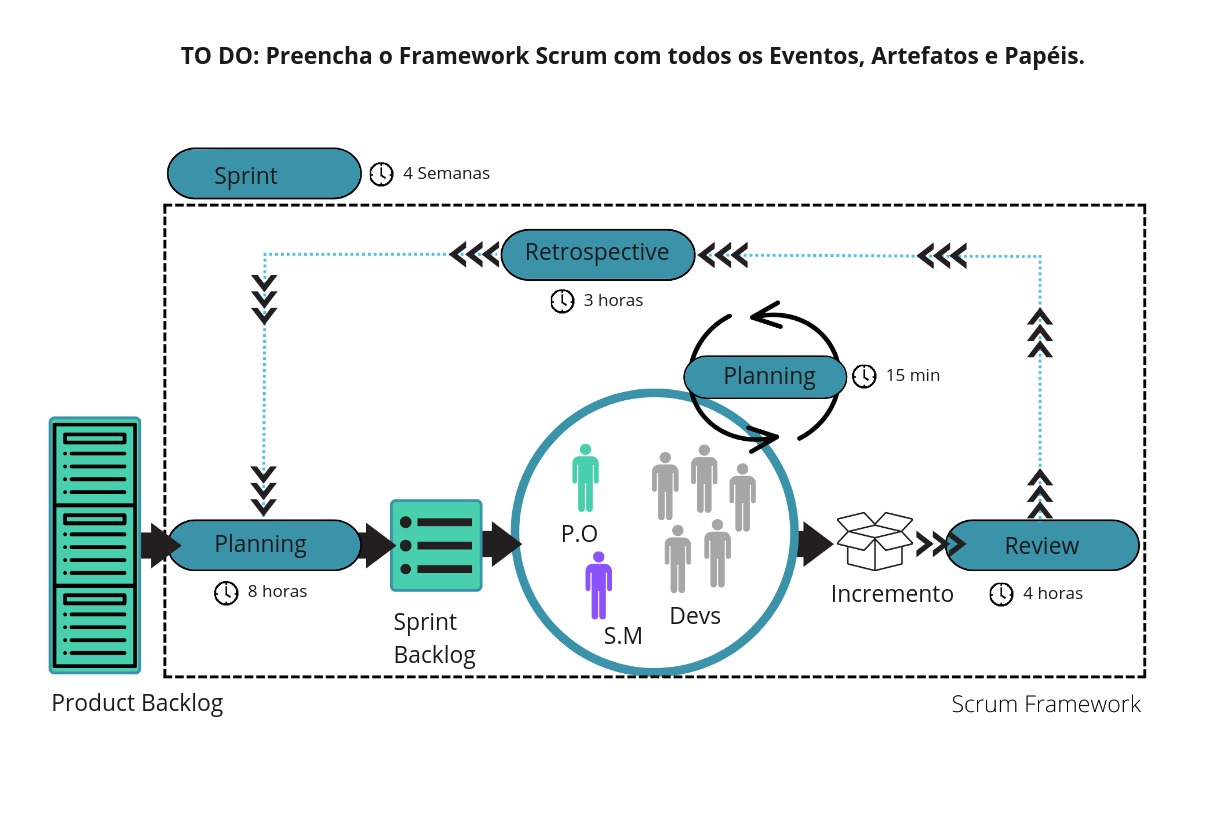 TO DO: Preencha o Framework Scrum com todos os Eventos, Artefatos e Papéis.
Sprint
4 Semanas
Retrospective
3 horas
Planning
15 min
P.O
S.M
Devs
Planning
8 horas
Sprint
Backlog
Incremento
Review
4 horas
Product Backlog
Scrum Framework